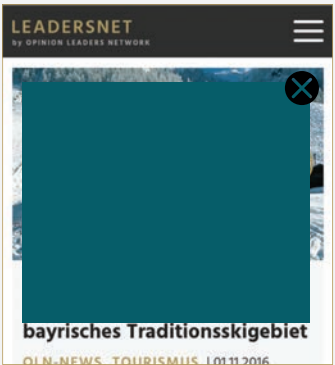 LEADERSNET
by OPINION LEADERS NETWORK
bayrisches Traditionsskigebiet
OLN-NEWS TOURISMUS | 01.11.2016